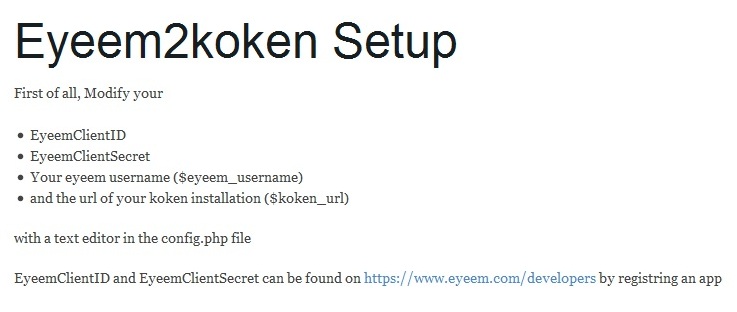 Eyeem2koken Setup
First of all, Modify your
• EyeemClientID
• EyeemClientSecret
• Your eyeem username ($eyeem_username)
• and the url of your koken installation ($koken_url)
with a text editor in the config.php file
EyeemClientID and EyeemClientSecret can be found on https://www.eyeem.com/developers by registring an app